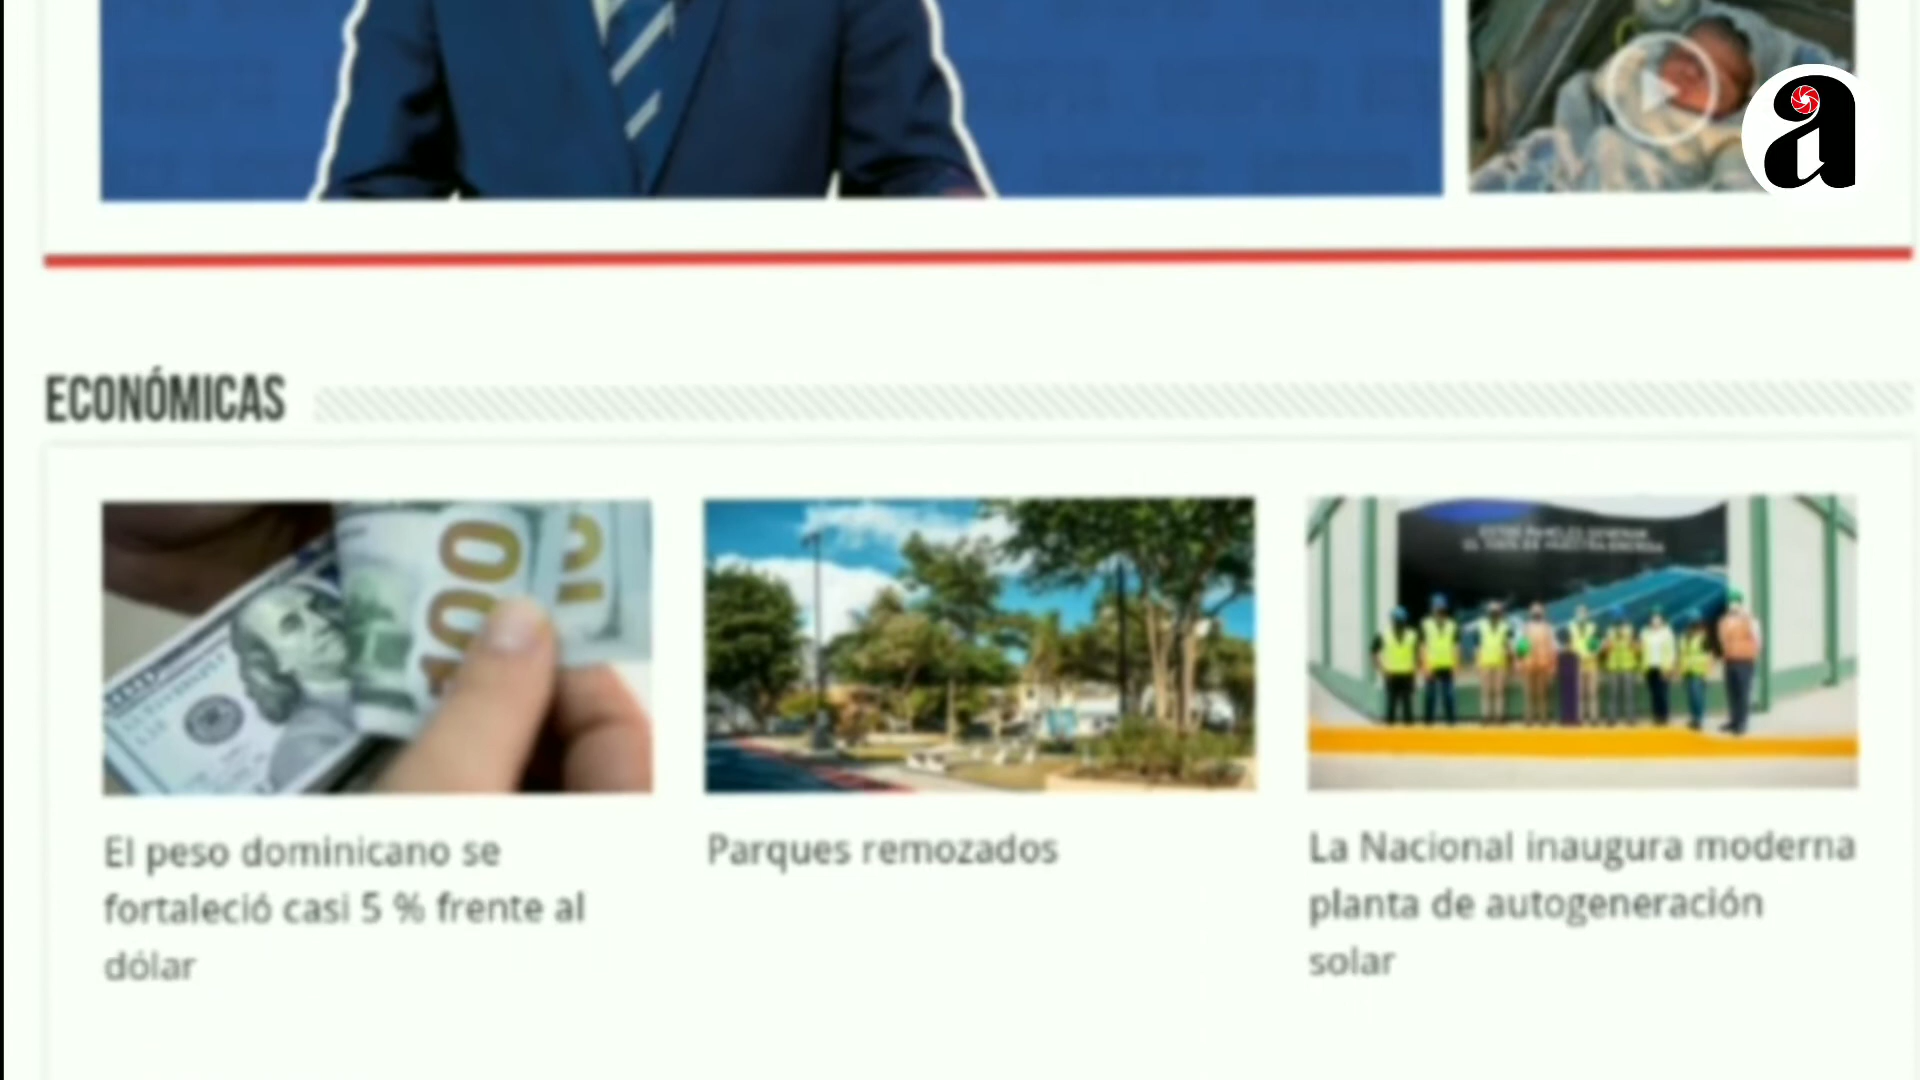 a
ECONÓMICAS
100
El peso dominicano se
fortaleció casi 5 % frente al
dólar
Parques remozados
La Nacional inaugura moderna
planta de autogeneración
solar